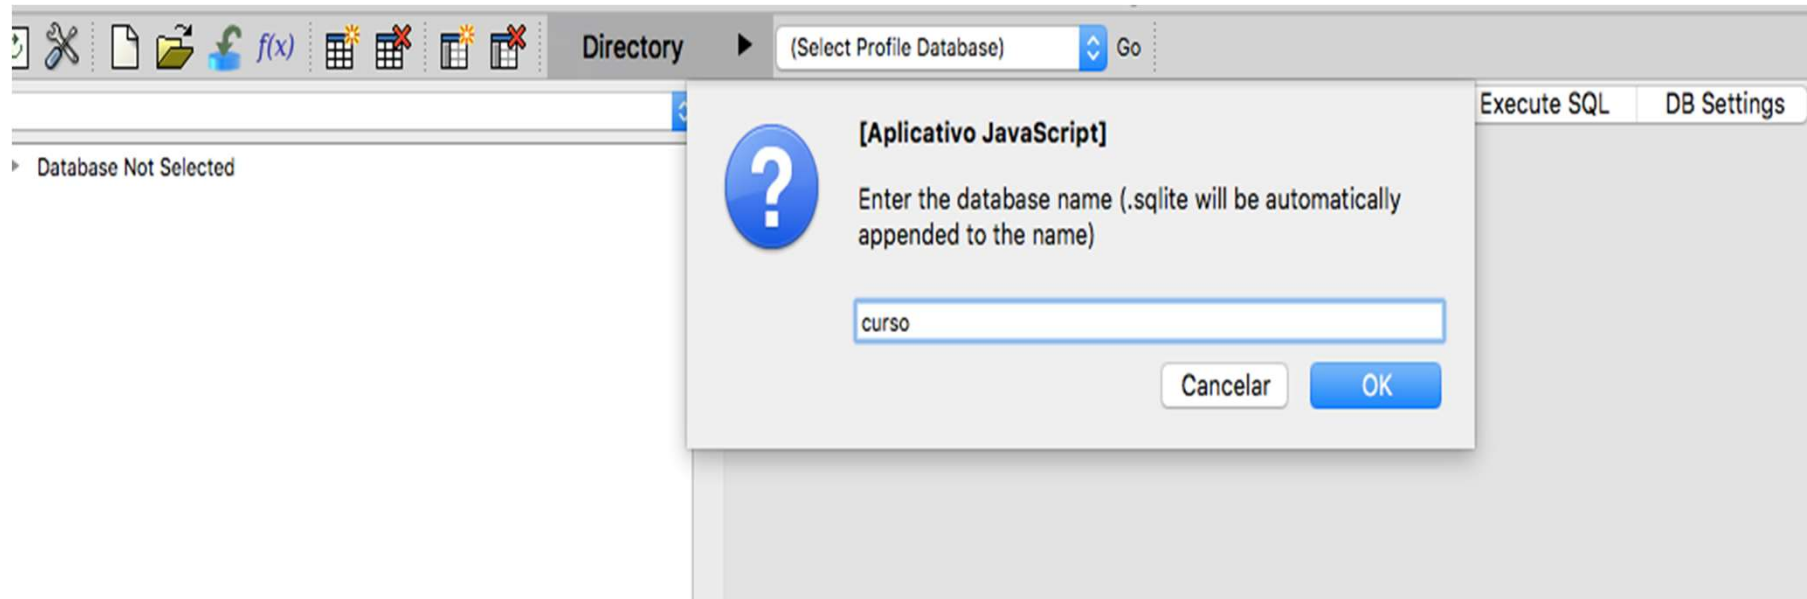 f(x) Directory (Select Profile Database) Go
Execute SQL DB Settings
Database Not Selected
[Aplicativo JavaScript]
Enter the database name (.sqlite will be automatically
appended to the name)
curso
Cancelar OK